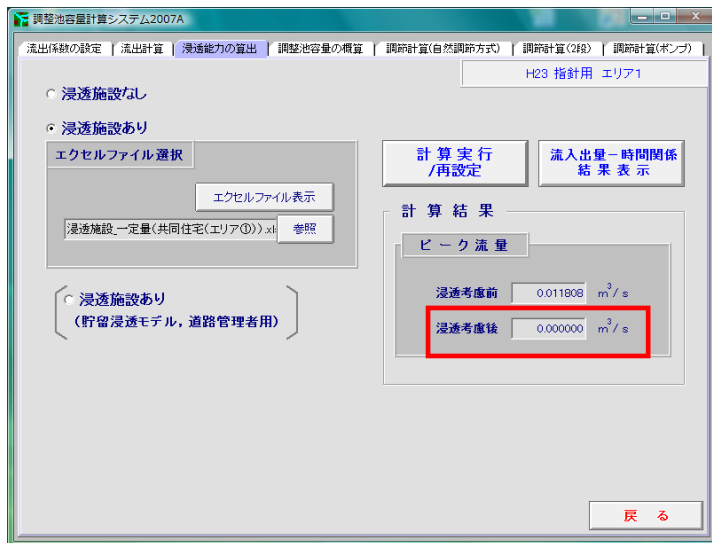 調整池容量計算システム2007A
流出係数の設定 流出計算 浸透能力の算出 調整池容量の概算 調節計算(自然調節方式) 調節計算(2段) 調節計算(ポンプ)
H23 指針用 エリア1
浸透施設なし
浸透施設あり
エクセルファイル選択
エクセルファイル表示
浸透施設_一定量(共同住宅(エリア①)).xl
参照
浸透施設あり
(貯留浸透モデル,道路管理者用)
計算実行
/再設定
流入出量-時間関係
結果表示
計算結果
ピーク流量
浸透考慮前 0.011808 m³/s
浸透考慮後 0.000000 m³/s
戻る